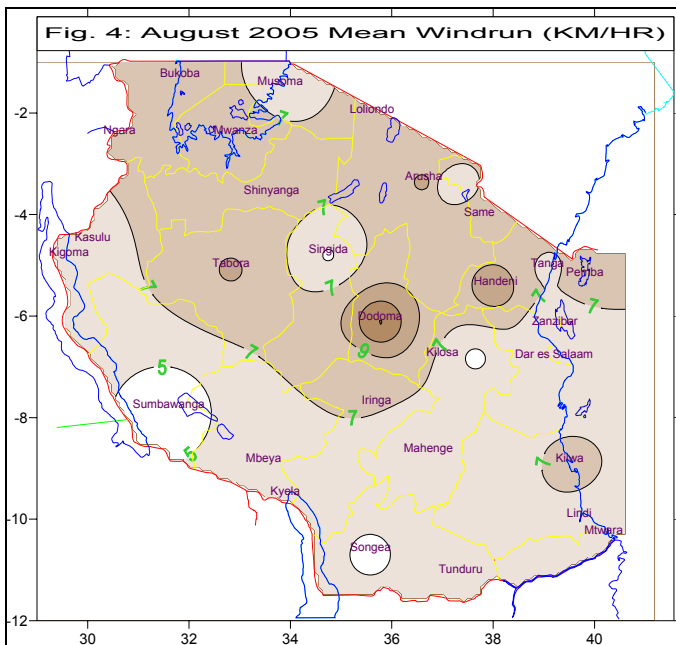 Fig. 4: August 2005 Mean Windrun (KM/HR)
Bukoba
Musoma
-2
Loliondo
Ngara
Mwanza
7
Arusha
Shinyanga
-4
7
Same
Kasulu
Kigoma
Singida
Tabora
Tanga
Pemba
Handeni
7
7
7
7
-6
Dodoma
Zanzibar
7
9
7
Kilosa
Dar es Salaam
5
Sumbawanga
Iringa
-8
7
5
Mbeya
Mahenge
7
Kilwa
Kyela
-10
Lindi
Mtwara
Songea
Tunduru
-12
30
32
34
36
38
40